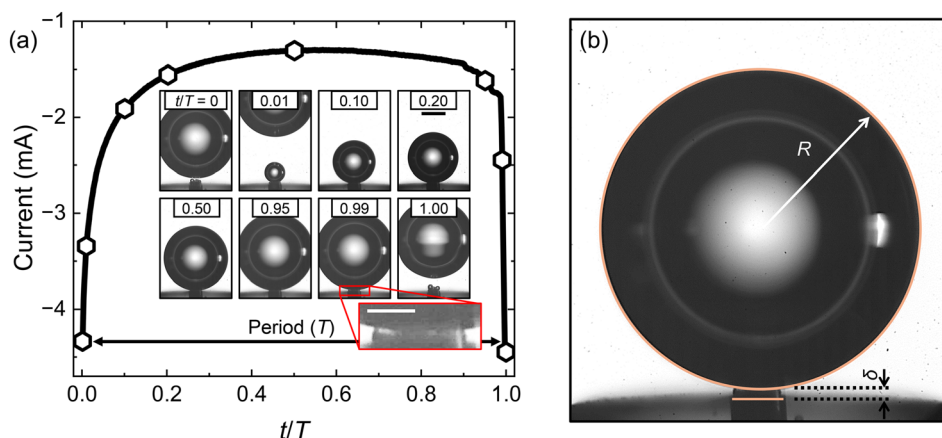 (a)
−1
−2
−3
−4
Current (mA)
t/T = 0
0.01
0.10
0.20
0.50
0.95
0.99
1.00
Period (T)
0.0
0.2
0.4
0.6
0.8
1.0
t/T
(b)
R
δ